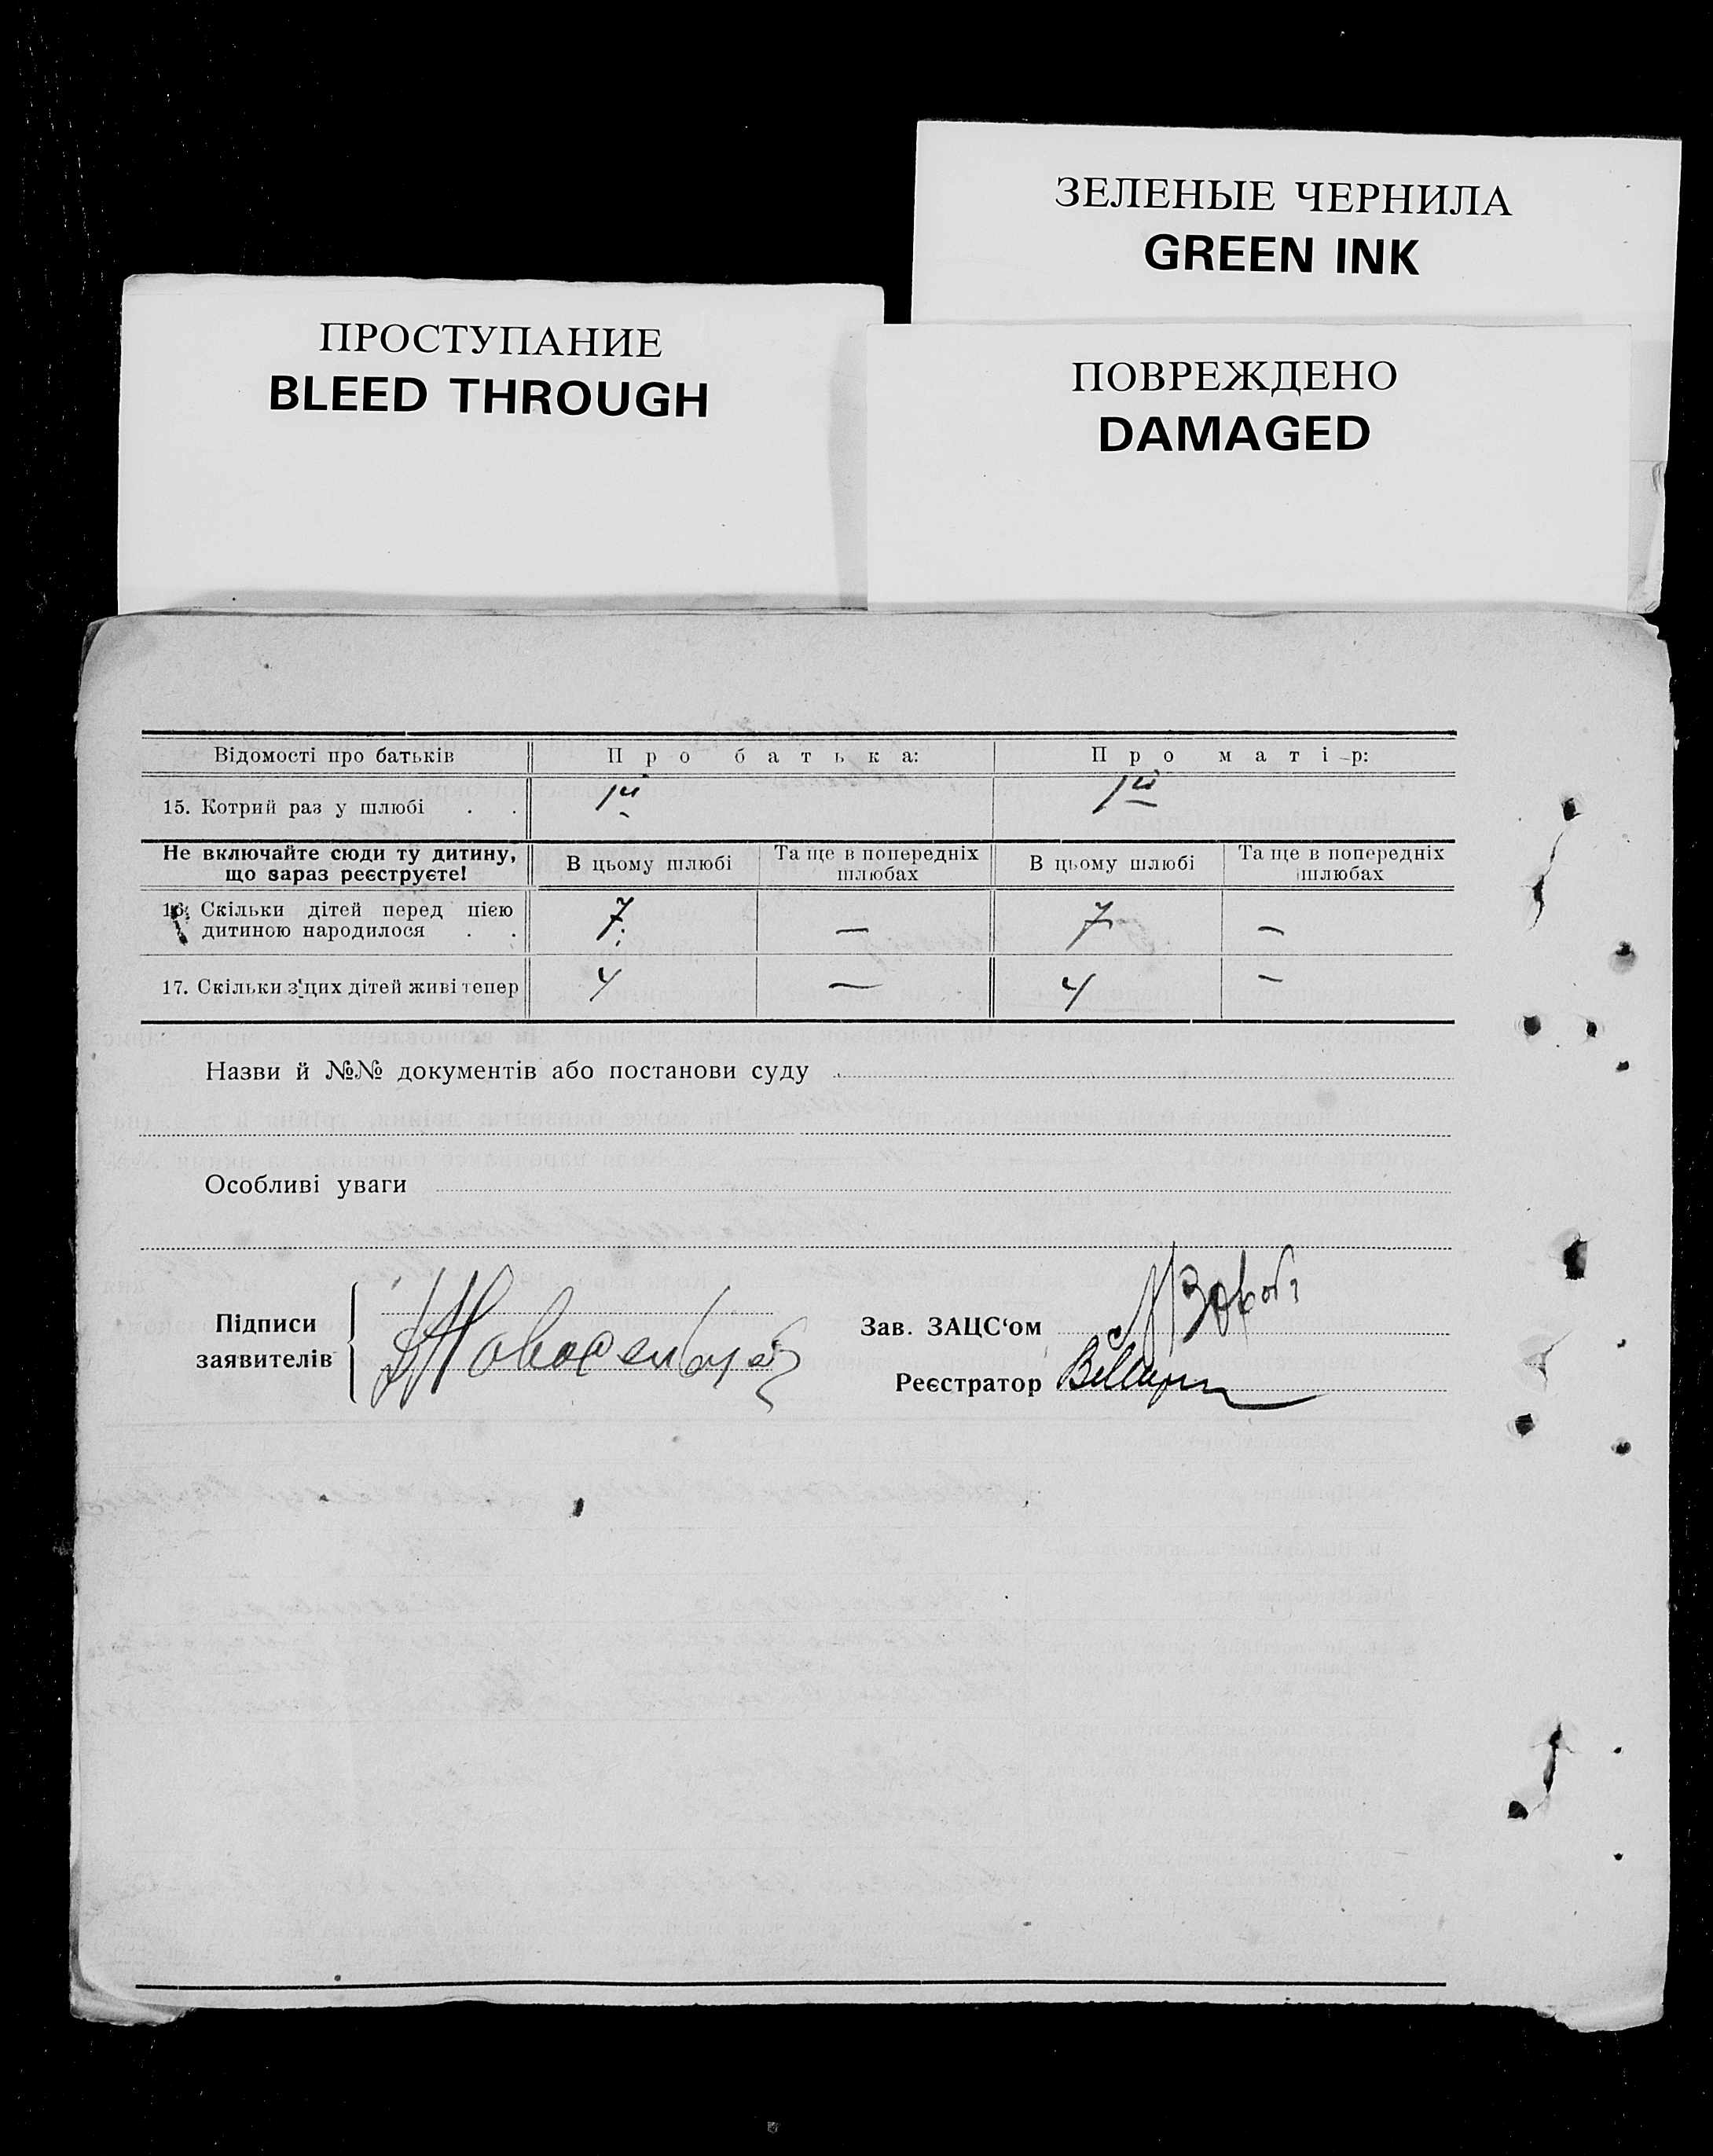 ЗЕЛЕНЫЕ ЧЕРНИЛА
GREEN INK
ПРОСТУПАНИЕ
BLEED THROUGH
ПОВРЕЖДЕНО
DAMAGED
Відомості про батьків Про батька: Про матір:
15. Котрий раз у шлюбі . . 1й 1й
Не включайте сюди ту дитину, що зараз реєструєте! В цьому шлюбі Та ще в попередніх шлюбах В цьому шлюбі Та ще в попередніх шлюбах
16. Скільки дітей перед цією
дитиною народилося . . 7 — 7 —
17. Скільки з'цих дітей живі тепер 4 — 4 —
Назви й №№ документів або постанови суду
Особливі уваги
Підписи
заявителів
Зав. ЗАЦС‘ом
Реєстратор